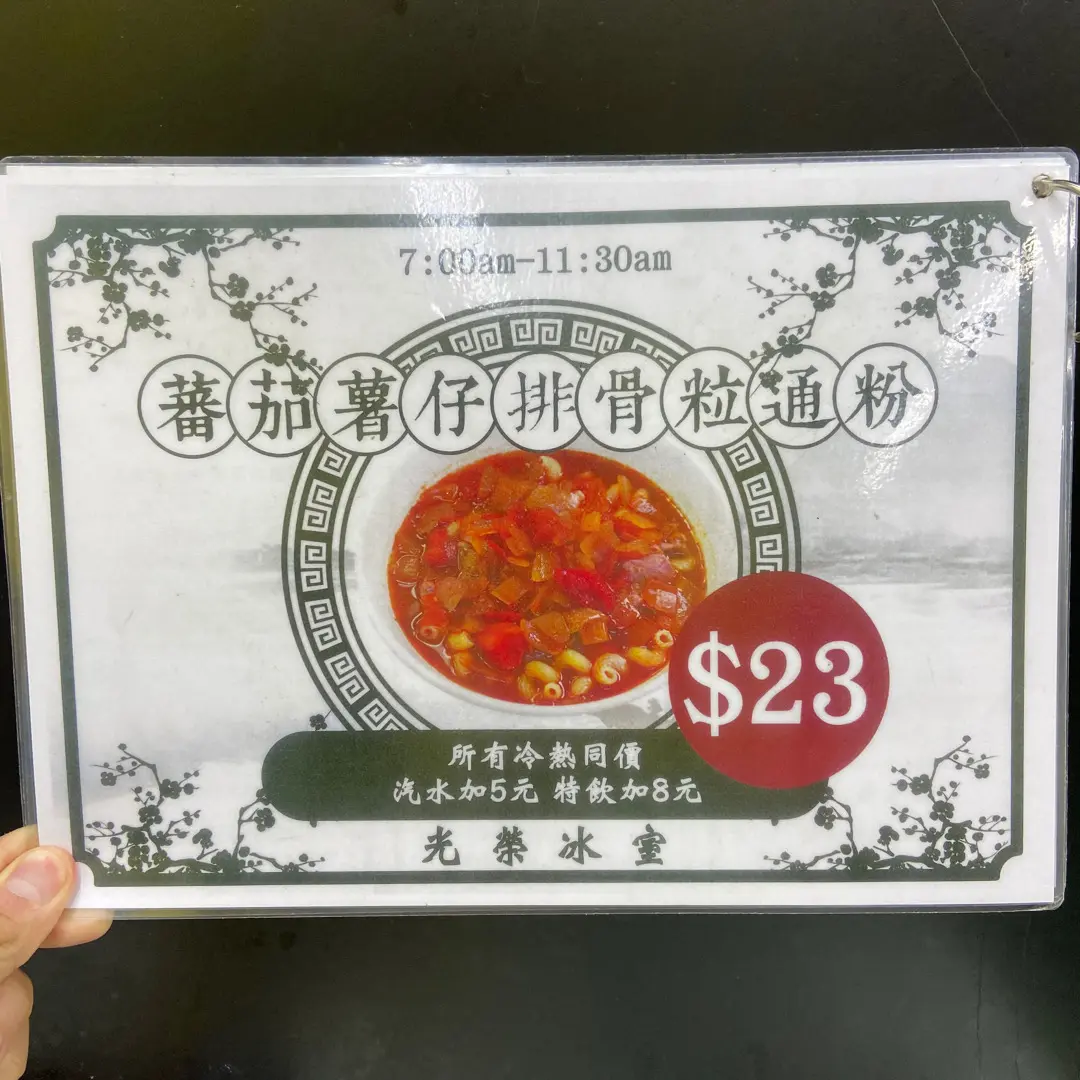 7:00am-11:30am
蕃茄薯仔排骨粒通粉
$23
所有冷熱同價
汽水加5元 特飲加8元
光榮冰室